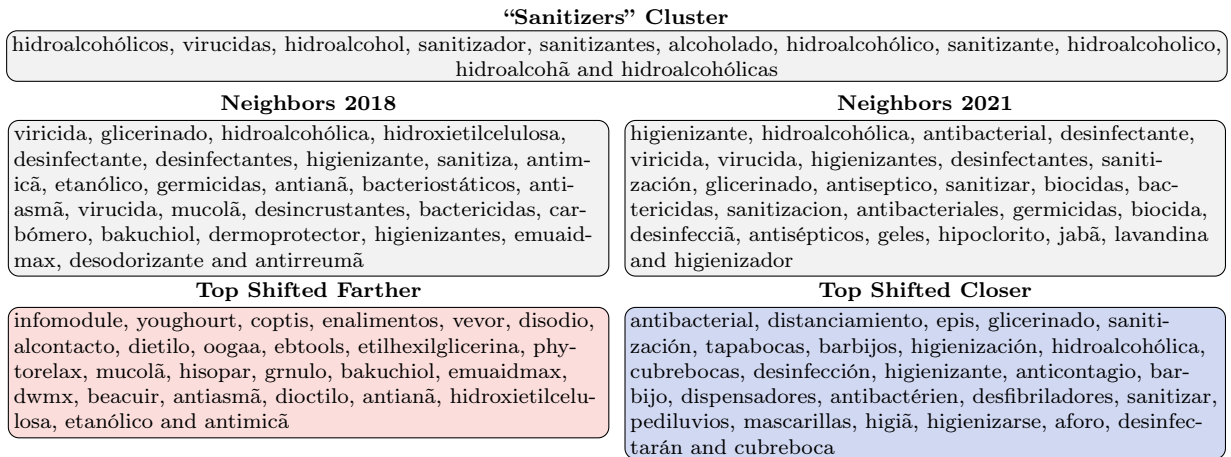 “Sanitizers” Cluster
hidroalcohólicos, virucidas, hidroalcohol, sanitizador, sanitizantes, alcoholado, hidroalcohólico, sanitizante, hidroalcoholico,
hidroalcohã and hidroalcohólicas
Neighbors 2018
viricida, glicerinado, hidroalcohólica, hidroxietilcelulosa,
desinfectante, desinfectantes, higienizante, sanitiza, antim-
icã, etanólico, germicidas, antianã, bacteriostáticos, anti-
asmã, virucida, mucolã, desincrustantes, bactericidas, car-
bómero, bakuchiol, dermoprotector, higienizantes, emuaid-
max, desodorizante and antirreumã
Neighbors 2021
higienizante, hidroalcohólica, antibacterial, desinfectante,
viricida, virucida, higienizantes, desinfectantes, saniti-
zación, glicerinado, antiseptico, sanitizar, biocidas, bac-
tericidas, sanitizacion, antibacteriales, germicidas, biocida,
desinfecciã, antisépticos, geles, hipoclorito, jabã, lavandina
and higienizador
Top Shifted Farther
infomodule, youghourt, coptis, enalimentos, vevor, disodio,
alcontacto, dietilo, oogaa, ebtools, etilhexilglicerina, phy-
torelax, mucolã, hisopar, grnulo, bakuchiol, emuaidmax,
dwmx, beacuir, antiasmã, dioctilo, antianã, hidroxietilcelu-
losa, etanólico and antimicã
Top Shifted Closer
antibacterial, distanciamiento, epis, glicerinado, saniti-
zación, tapabocas, barbijos, higienización, hidroalcohólica,
cubrebocas, desinfección, higienizante, anticontagio, bar-
bijo, dispensadores, antibactérien, desfibriladores, sanitizar,
pediluvios, mascarillas, higiã, higienizarse, aforo, desinfec-
tarán and cubreboca